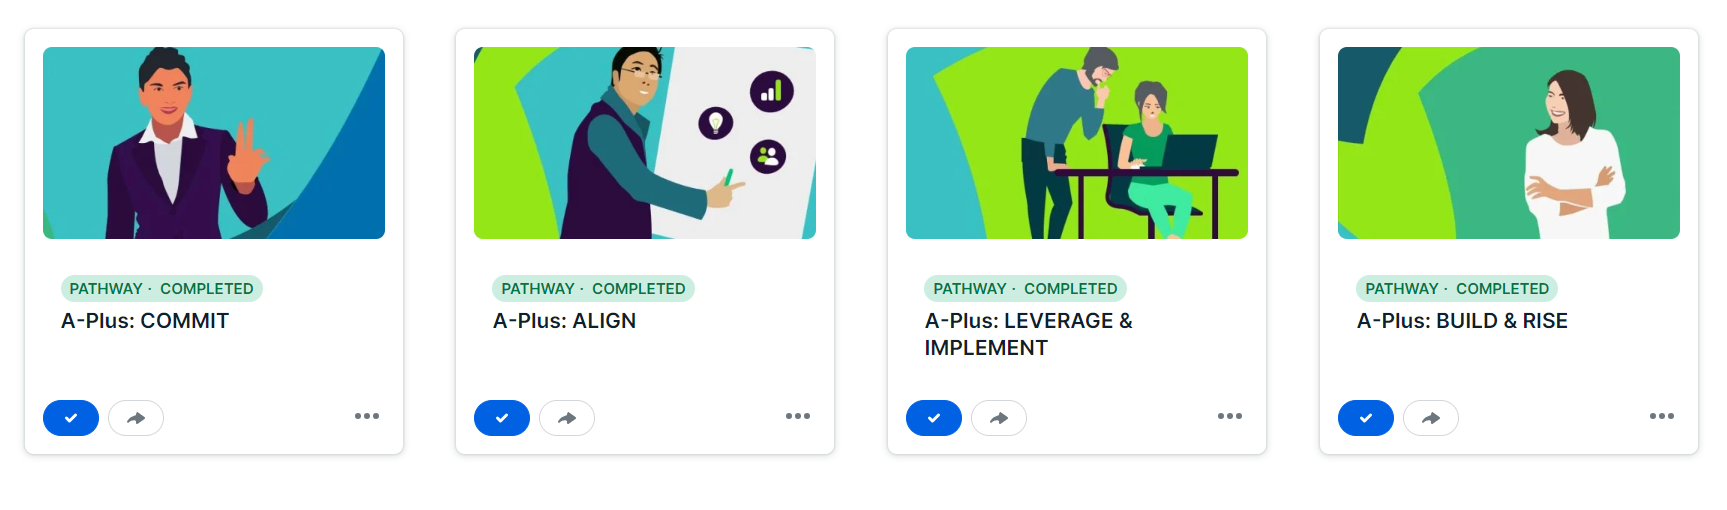 PATHWAY · COMPLETED
A-Plus: COMMIT
PATHWAY · COMPLETED
A-Plus: ALIGN
PATHWAY · COMPLETED
A-Plus: LEVERAGE &
IMPLEMENT
PATHWAY · COMPLETED
A-Plus: BUILD & RISE